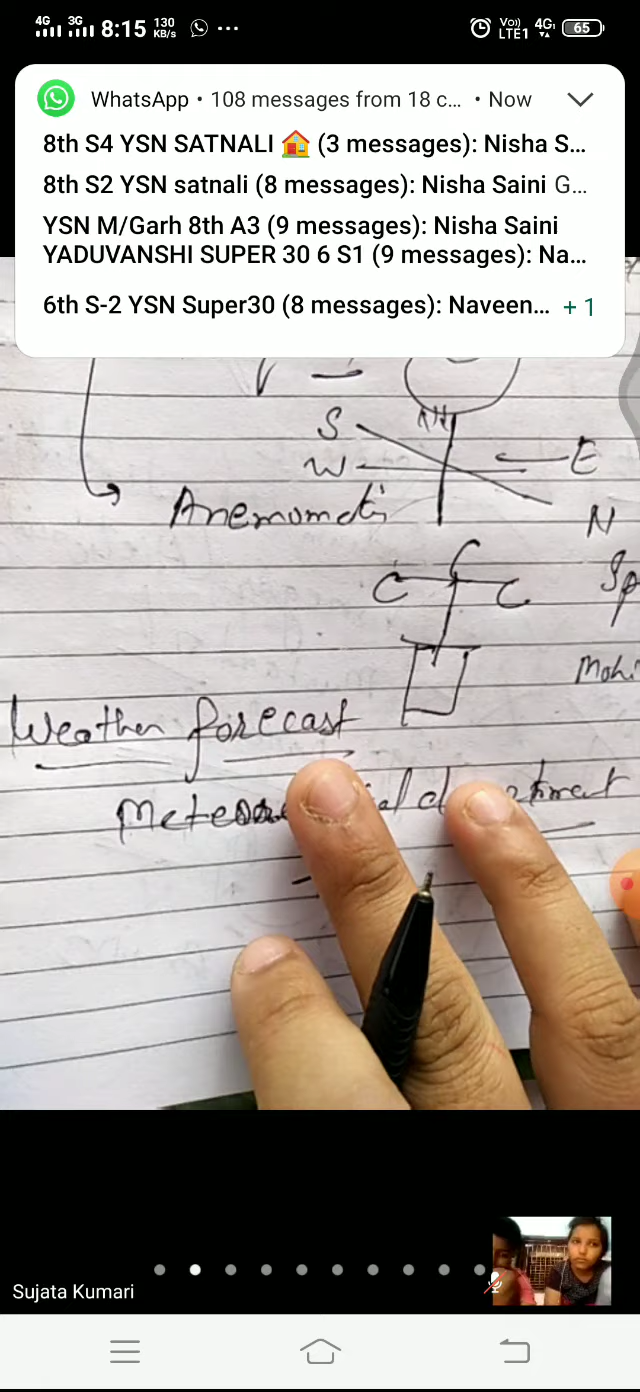 4G 3G 8:15 130 KB/s ... Vo)) LTE1 4G 65
WhatsApp • 108 messages from 18 c... • Now
8th S4 YSN SATNALI 🏠 (3 messages): Nisha S...
8th S2 YSN satnali (8 messages): Nisha Saini G...
YSN M/Garh 8th A3 (9 messages): Nisha Saini
YADUVANSHI SUPER 30 6 S1 (9 messages): Na...
6th S-2 YSN Super30 (8 messages): Naveen... + 1
S
W E
N
Weather forecast
Sujata Kumari